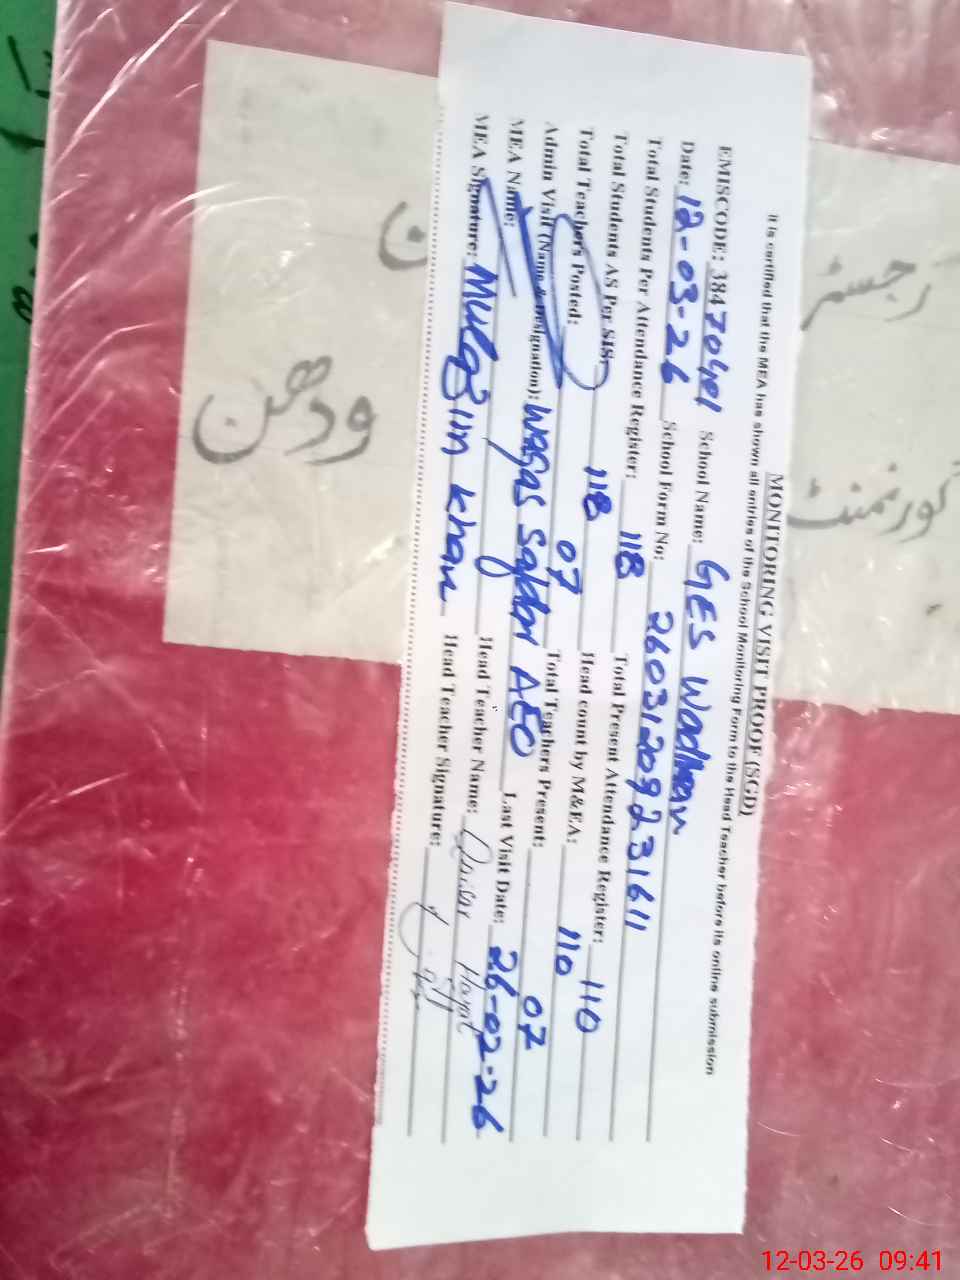 MONITORING VISIT PROOF (SGD)
it is certified that the MEA has shown all entries of the School Monitoring Form to the Head Teacher before its online submission
EMISCODE: 38470401 School Name: GES Wadhan
Date: 12-03-26 School Form No: 26031209231611
Total Students Per Attendance Register: 118 Total Present Attendance Register: 110
Total Students AS Per SIS: 118 Head count by M&EA: 110
Total Teachers Posted: 07 Total Teachers Present: 07
Admin Visit (Name & Designation): Waqas Safdar AEO Last Visit Date: 26-02-26
MEA Name: Head Teacher Name: Qaisar Hayat
MEA Signature: Khan Head Teacher Signature:
رجسٹر
گورنمنٹ
ودھن
12-03-26 09:41